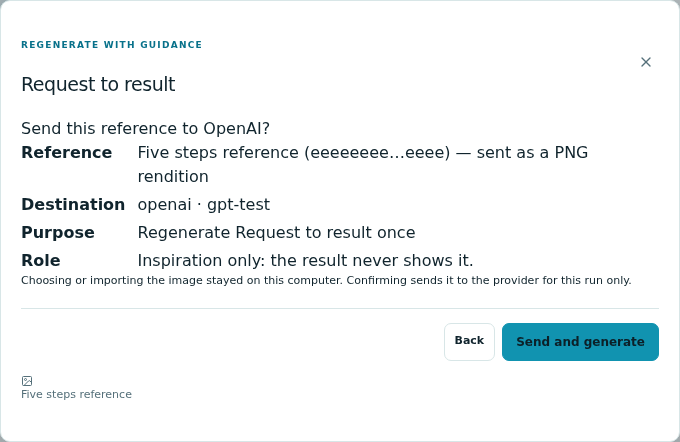 REGENERATE WITH GUIDANCE
Request to result
Send this reference to OpenAI?
Reference Five steps reference (eeeeeeee…eeee) — sent as a PNG
rendition
Destination openai · gpt-test
Purpose Regenerate Request to result once
Role Inspiration only: the result never shows it.
Choosing or importing the image stayed on this computer. Confirming sends it to the provider for this run only.
Back Send and generate
Five steps reference